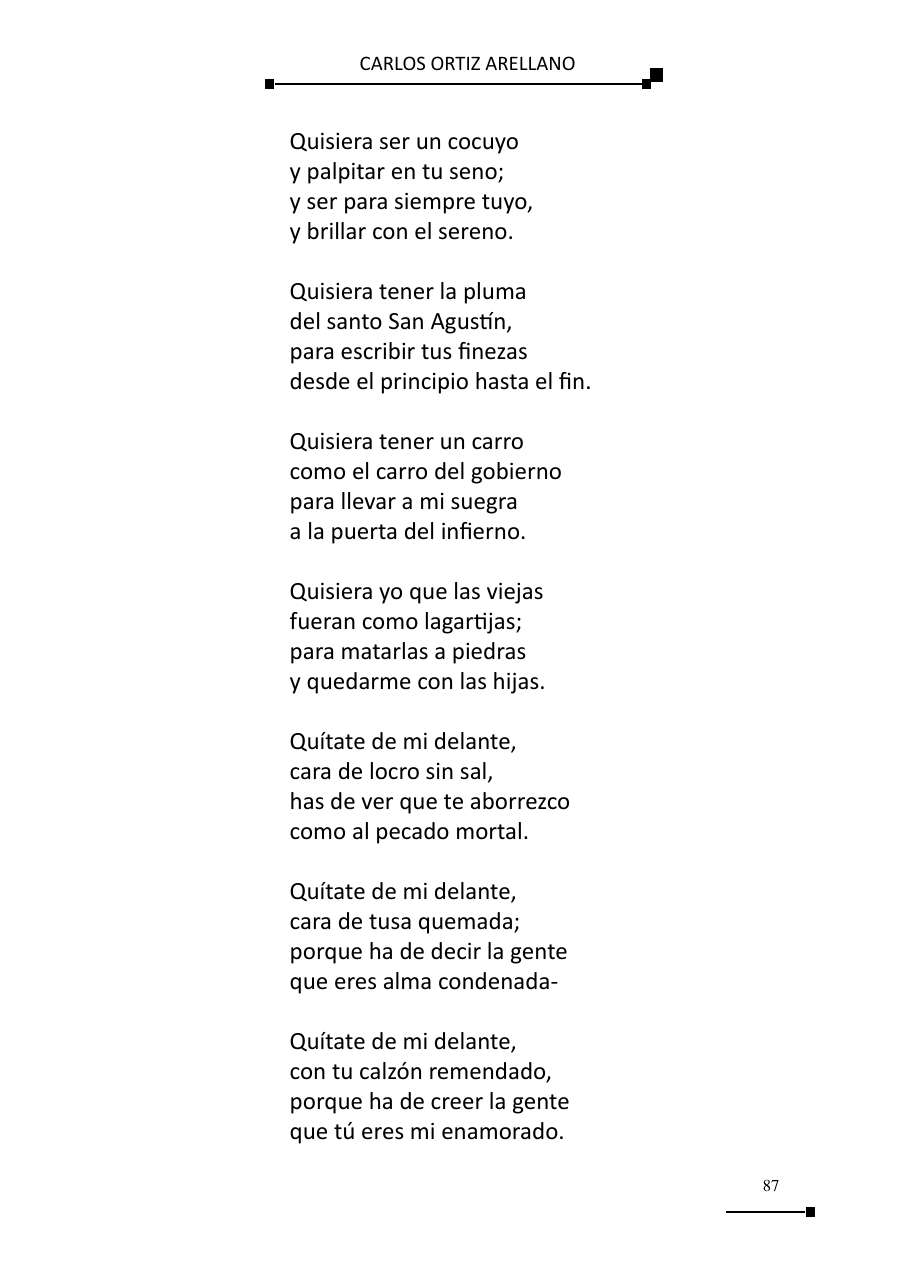 CARLOS ORTIZ ARELLANO
Quisiera ser un cocuyo
y palpitar en tu seno;
y ser para siempre tuyo,
y brillar con el sereno.
Quisiera tener la pluma
del santo San Agustín,
para escribir tus finezas
desde el principio hasta el fin.
Quisiera tener un carro
como el carro del gobierno
para llevar a mi suegra
a la puerta del infierno.
Quisiera yo que las viejas
fueran como lagartijas;
para matarlas a piedras
y quedarme con las hijas.
Quítate de mi delante,
cara de locro sin sal,
has de ver que te aborrezco
como al pecado mortal.
Quítate de mi delante,
cara de tusa quemada;
porque ha de decir la gente
que eres alma condenada-
Quítate de mi delante,
con tu calzón remendado,
porque ha de creer la gente
que tú eres mi enamorado.
87